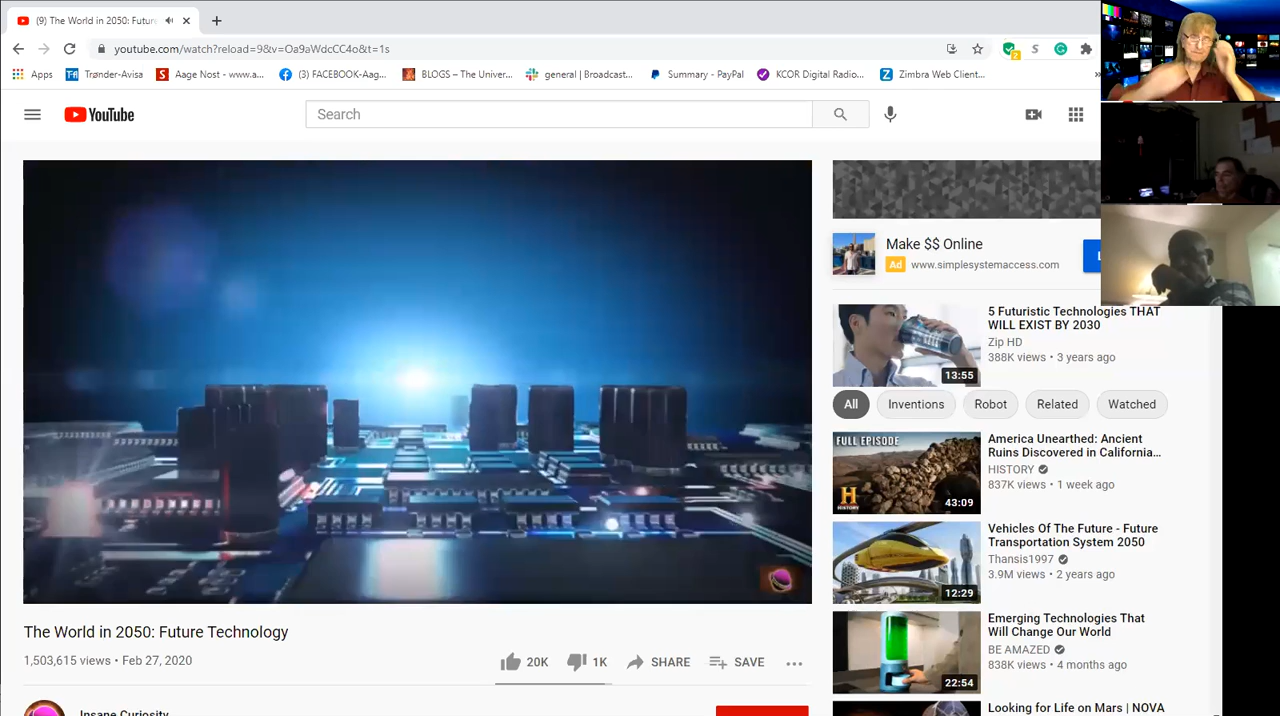 (9) The World in 2050: Futur
youtube.com/watch?reload=9&v=
&t=1s
2
Apps
Trønder-Avisa
Aage Nost - www.a...
(3) FACEBOOK-Aag...
BLOG - The Univer...
general | Broadcast...
Summary - PayPal
KCOR Digital Radio...
Zimbra Web Client...
»
YouTube
Search
Make $$ Online
Ad www.simplesystemaccess.com
5 Futuristic Technologies THAT
WILL EXIST BY 2030
Zip HD
388K views • 3 years ago
13:55
All
Inventions
Robot
Related
Watched
FULL EPISODE
H
HISTORY
43:09
America Unearthed: Ancient
Ruins Discovered in California...
HISTORY
837K views • 1 week ago
12:29
Vehicles Of The Future - Future
Transportation System 2050
Thansis1997
3.9M views • 2 years ago
22:54
Emerging Technologies That
Will Change Our World
BE AMAZED
838K views • 4 months ago
Looking for Life on Mars | NOVA
The World in 2050: Future Technology
1,503,615 views • Feb 27, 2020
20K
1K
SHARE
SAVE
Insane Curiosity